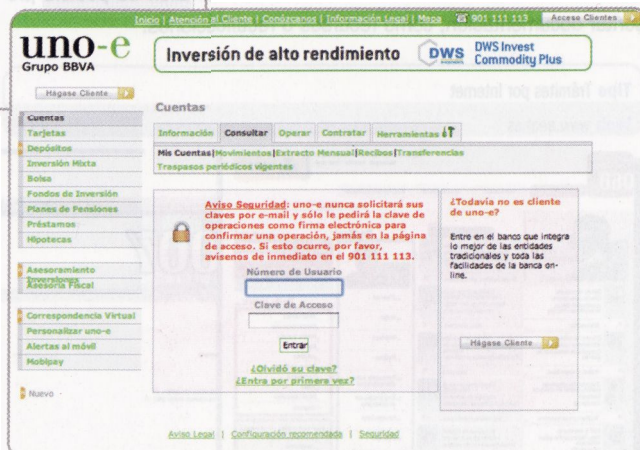 Inicio | Atención al Cliente | Conózcanos | Información Legal | Mapa 901 111 113 Acceso Clientes
uno-e
Grupo BBVA
Inversión de alto rendimiento
DWS
DWS Invest
Commodity Plus
Hágase Cliente
Cuentas
Tarjetas
Depósitos
Inversión Mixta
Bolsa
Fondos de Inversión
Planes de Pensiones
Préstamos
Hipotecas
Asesoramiento
Inversiones
Asesoría Fiscal
Correspondencia Virtual
Personalizar uno-e
Alertas al móvil
Mobipay
Nuevo
Cuentas
Información Consultar Operar Contratar Herramientas
Mis Cuentas|Movimientos|Extracto Mensual|Recibos|Transferencias
Traspasos periódicos vigentes
Aviso Seguridad: uno-e nunca solicitará sus
claves por e-mail y sólo le pedirá la clave de
operaciones como firma electrónica para
confirmar una operación, jamás en la página
de acceso. Si esto ocurre, por favor,
avísenos de inmediato en el 901 111 113.
Número de Usuario
Clave de Acceso
Entrar
¿Olvidó su clave?
¿Entra por primera vez?
¿Todavía no es cliente
de uno-e?
Entre en el banco que integra
lo mejor de las entidades
tradicionales y toda las
facilidades de la banca on-
line.
Hágase Cliente
Aviso Legal | Configuración recomendada | Seguridad